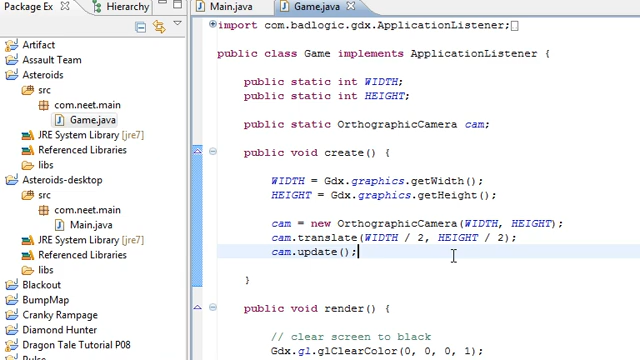 Package Ex
Hierarchy
Artifact
Assault Team
Asteroids
src
com.neet.main
Game.java
JRE System Library [jre7]
Referenced Libraries
libs
Asteroids-desktop
src
com.neet.main
Main.java
JRE System Library [jre7]
Referenced Libraries
libs
Blackout
BumpMap
Cranky Rampage
Diamond Hunter
Dragon Tale Tutorial P08
Main.java
Game.java
import com.badlogic.gdx.ApplicationListener;
public class Game implements ApplicationListener {
public static int WIDTH;
public static int HEIGHT;
public static OrthographicCamera cam;
public void create() {
WIDTH = Gdx.graphics.getWidth();
HEIGHT = Gdx.graphics.getHeight();
cam = new OrthographicCamera(WIDTH, HEIGHT);
cam.translate(WIDTH / 2, HEIGHT / 2);
cam.update();
}
public void render() {
// clear screen to black
Gdx.gl.glClearColor(0, 0, 0, 1);